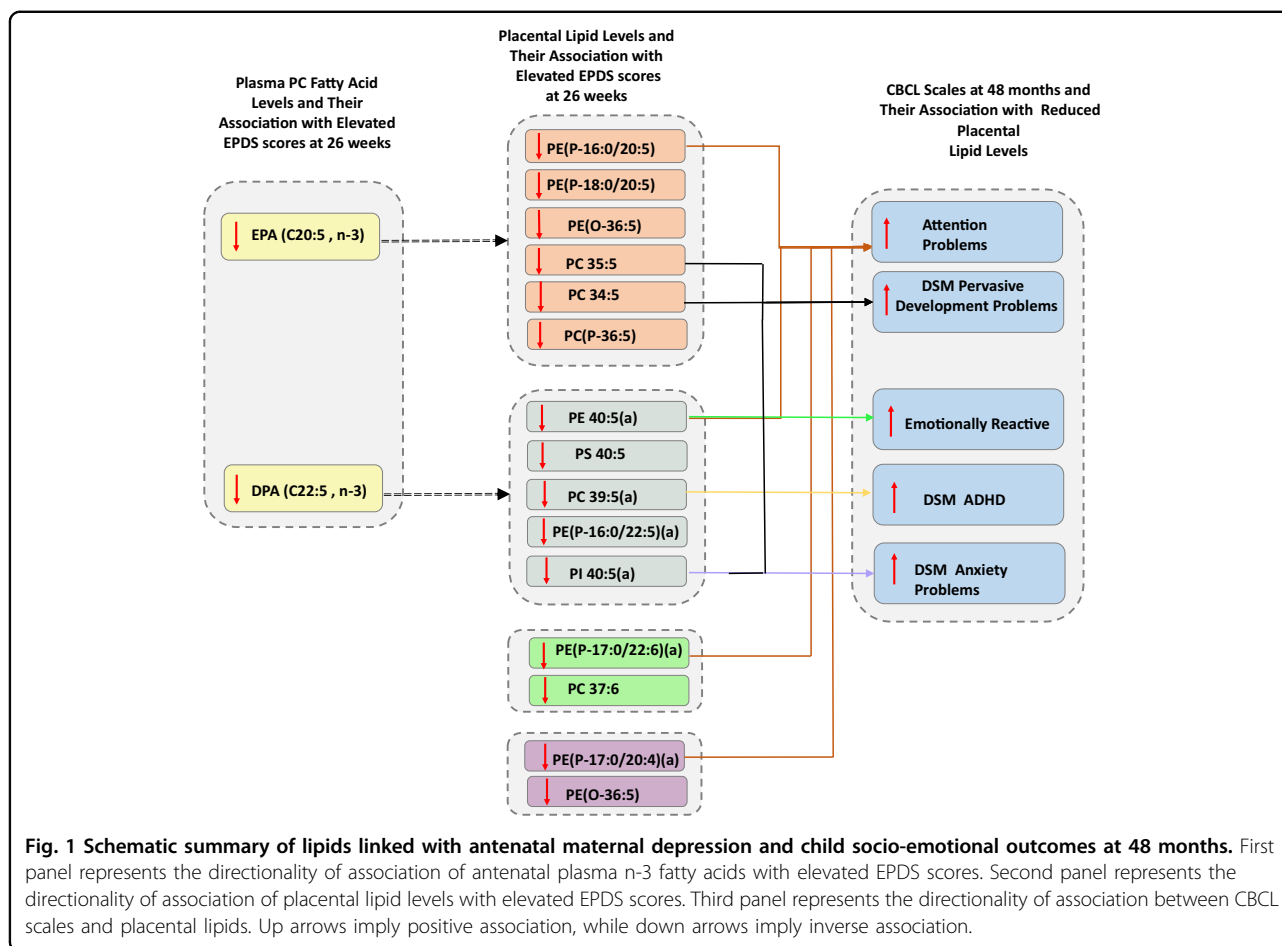 Plasma PC Fatty Acid
Levels and Their
Association with Elevated
EPDS scores at 26 weeks
EPA (C20:5 , n-3)
DPA (C22:5 , n-3)
Placental Lipid Levels and
Their Association with
Elevated EPDS scores
at 26 weeks
PE(P-16:0/20:5)
PE(P-18:0/20:5)
PE(O-36:5)
PC 35:5
PC 34:5
PC(P-36:5)
PE 40:5(a)
PS 40:5
PC 39:5(a)
PE(P-16:0/22:5)(a)
PI 40:5(a)
PE(P-17:0/22:6)(a)
PC 37:6
PE(P-17:0/20:4)(a)
PE(O-36:5)
CBCL Scales at 48 months and
Their Association with Reduced
Placental
Lipid Levels
Attention
Problems
DSM Pervasive
Development Problems
Emotionally Reactive
DSM ADHD
DSM Anxiety
Problems
Fig. 1 Schematic summary of lipids linked with antenatal maternal depression and child socio-emotional outcomes at 48 months. First
panel represents the directionality of association of antenatal plasma n-3 fatty acids with elevated EPDS scores. Second panel represents the
directionality of association of placental lipid levels with elevated EPDS scores. Third panel represents the directionality of association between CBCL
scales and placental lipids. Up arrows imply positive association, while down arrows imply inverse association.